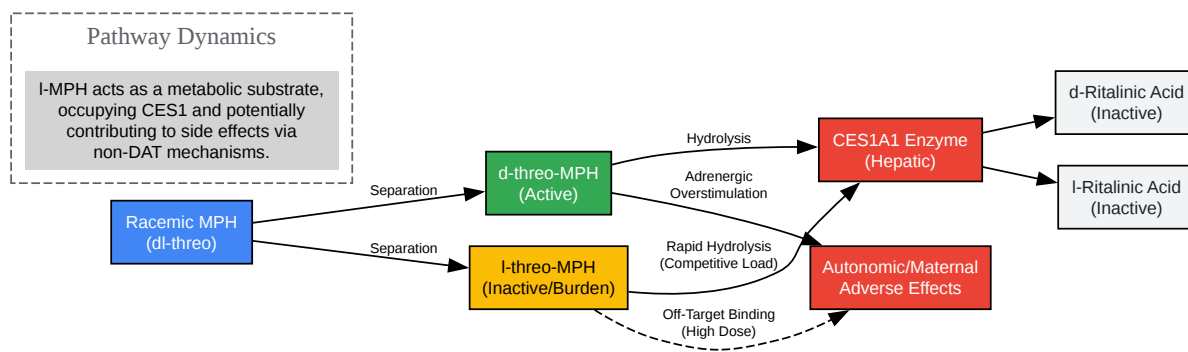 Pathway Dynamics
l-MPH acts as a metabolic substrate,
occupying CES1 and potentially
contributing to side effects via
non-DAT mechanisms.
Racemic MPH
(dl-threo)
Separation
Separation
d-threo-MPH
(Active)
l-threo-MPH
(Inactive/Burden)
Hydrolysis
Adrenergic
Overstimulation
Rapid Hydrolysis
(Competitive Load)
Off-Target Binding
(High Dose)
CES1A1 Enzyme
(Hepatic)
Autonomic/Maternal
Adverse Effects
d-Ritalinic Acid
(Inactive)
l-Ritalinic Acid
(Inactive)